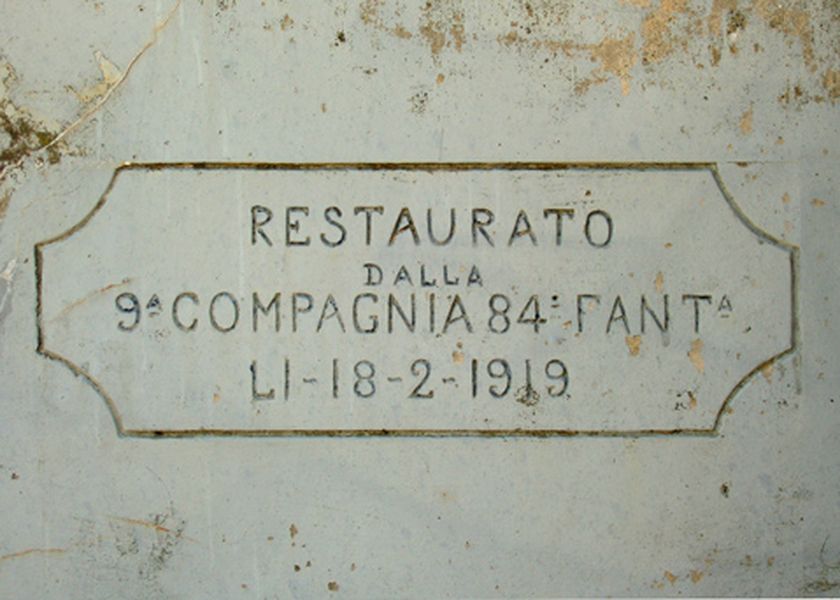 RESTAURATO
DALLA
9ª COMPAGNIA 84ª FANTª
LI-18-2-1919